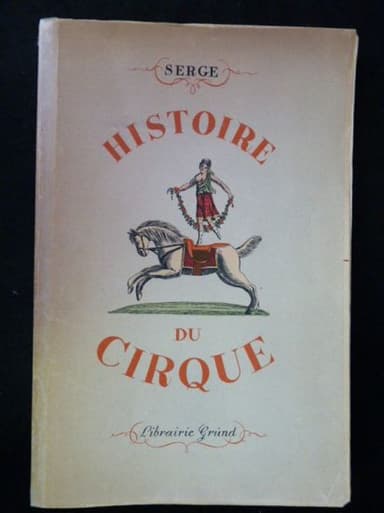 SERGE
HISTOIRE
DU
CIRQUE
Librairie Gründ